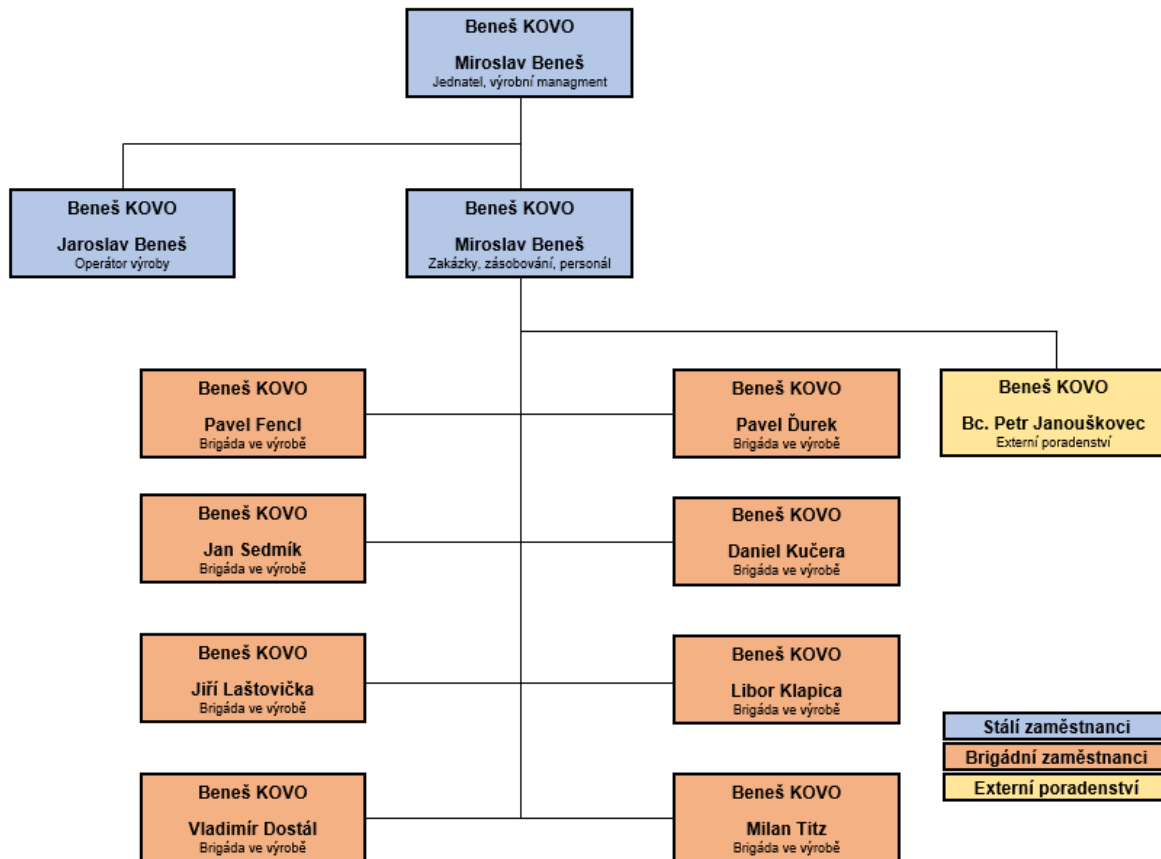 Beneš KOVO
Miroslav Beneš
Jednatel, výrobní managment
Beneš KOVO
Jaroslav Beneš
Operátor výroby
Beneš KOVO
Miroslav Beneš
Zakázky, zásobování, personál
Beneš KOVO
Pavel Fencl
Brigáda ve výrobě
Beneš KOVO
Pavel Ďurek
Brigáda ve výrobě
Beneš KOVO
Bc. Petr Janouškovec
Externí poradenství
Beneš KOVO
Jan Sedmík
Brigáda ve výrobě
Beneš KOVO
Daniel Kučera
Brigáda ve výrobě
Beneš KOVO
Jiří Laštovička
Brigáda ve výrobě
Beneš KOVO
Libor Klapica
Brigáda ve výrobě
Beneš KOVO
Vladimír Dostál
Brigáda ve výrobě
Beneš KOVO
Milan Titz
Brigáda ve výrobě
Stálí zaměstnanci
Brigádní zaměstnanci
Externí poradenství